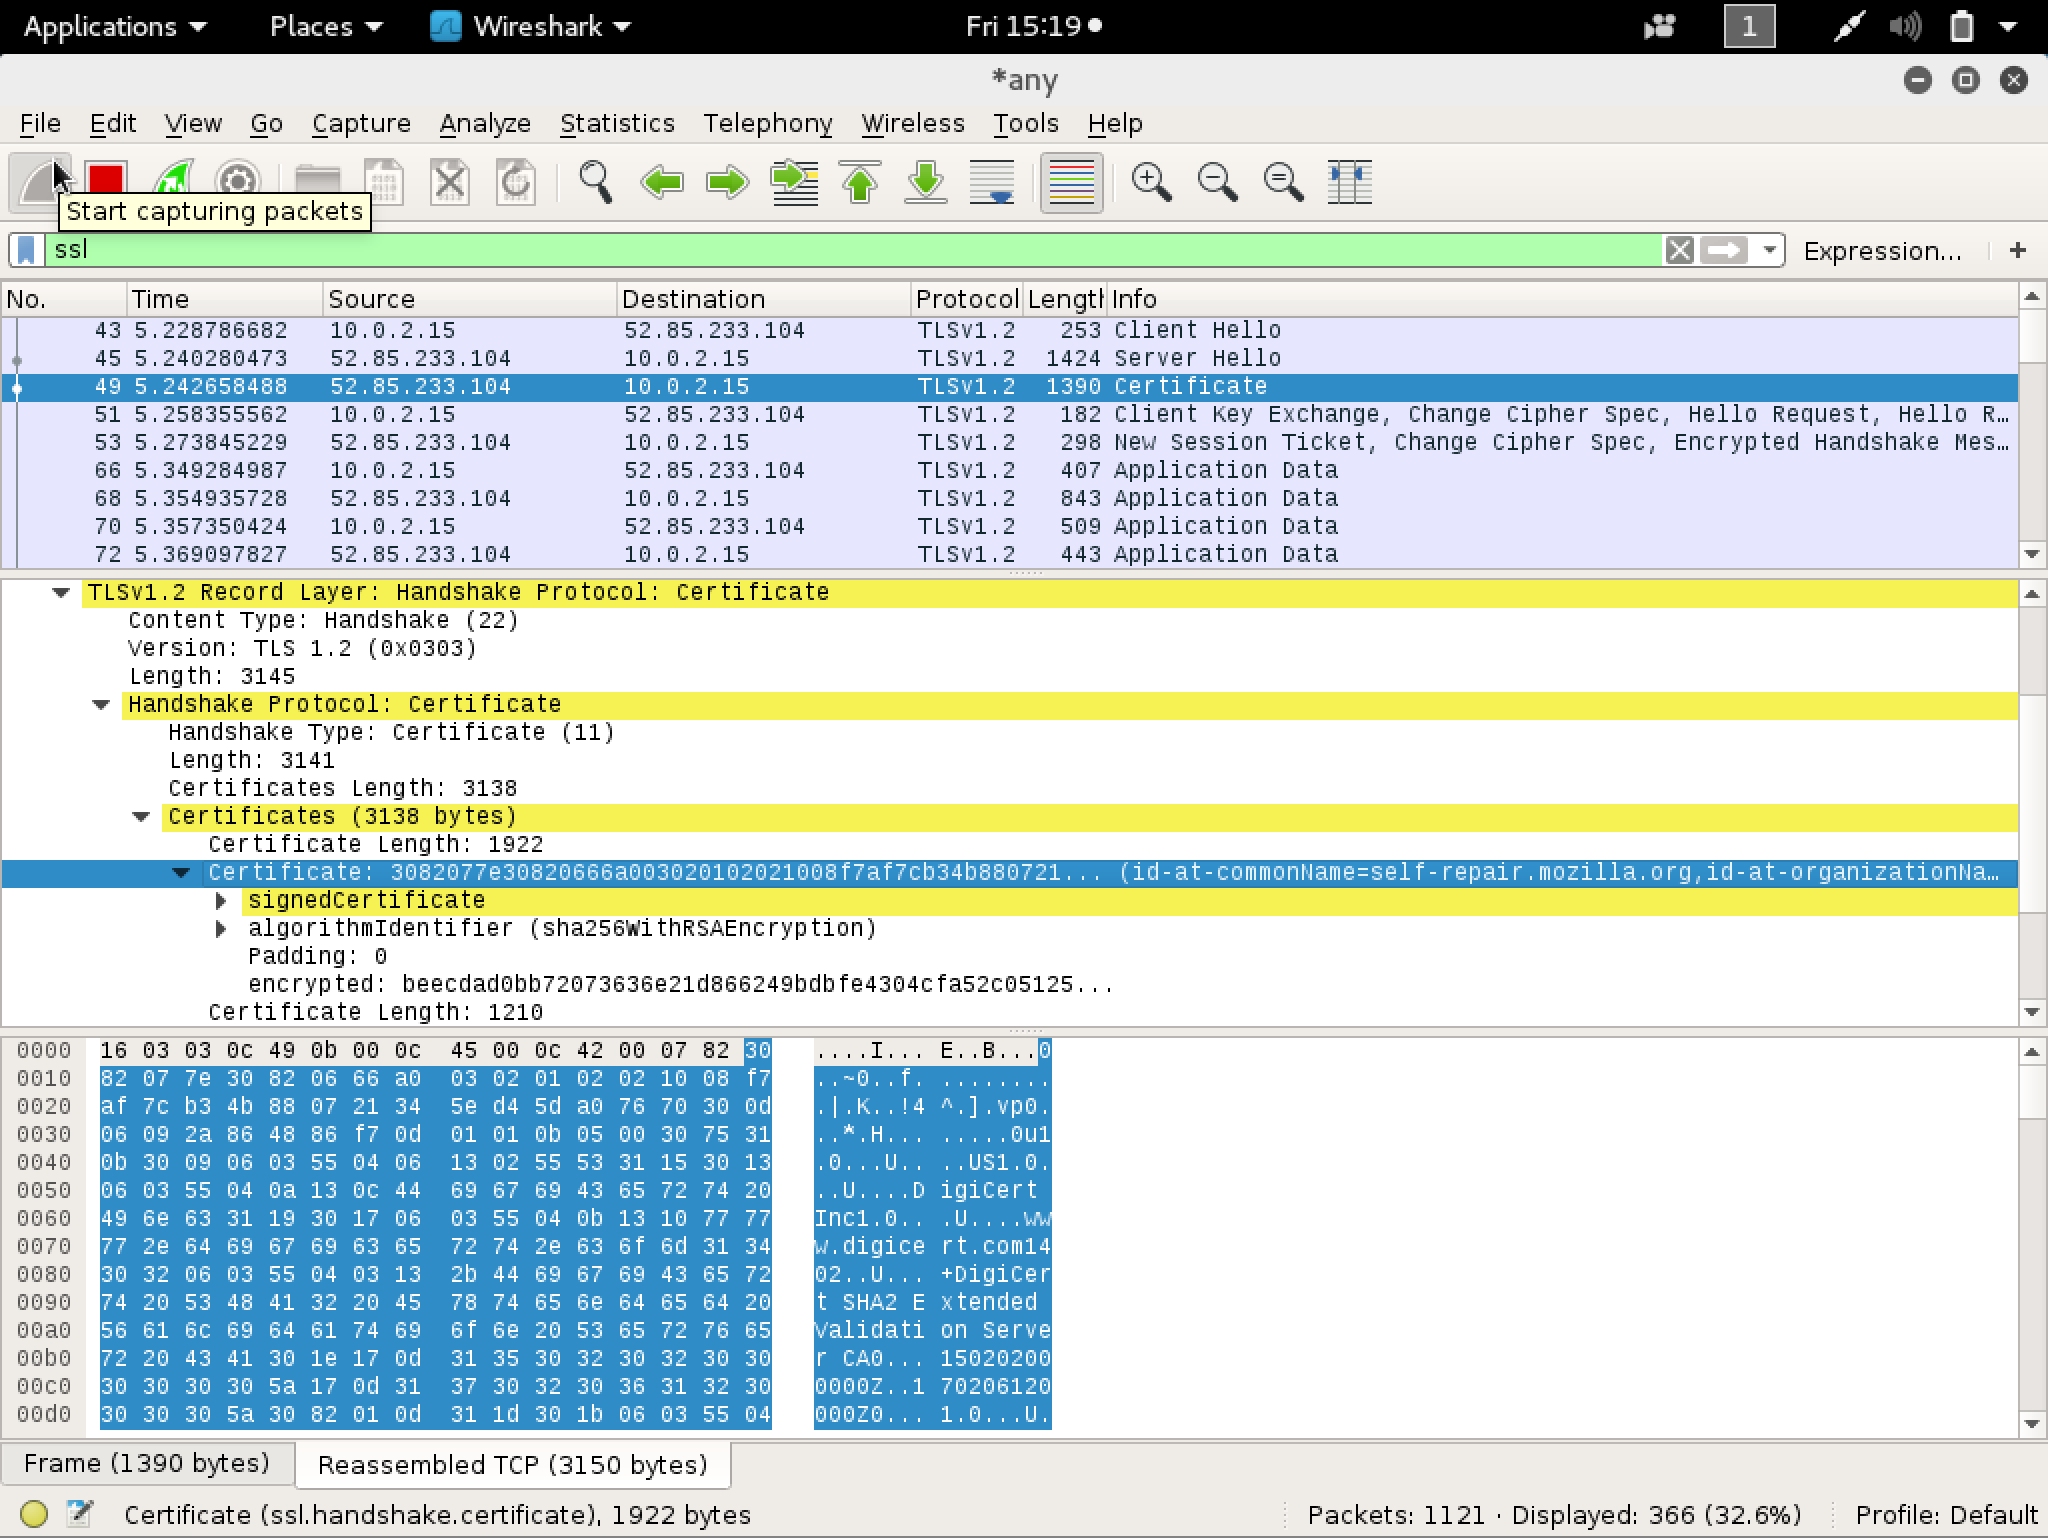 Applications Places Wireshark Fri 15:19 1
*any
File Edit View Go Capture Analyze Statistics Telephony Wireless Tools Help
Start capturing packets
ssl Expression... +
No. Time Source Destination Protocol Length Info
43 5.228786682 10.0.2.15 52.85.233.104 TLSv1.2 253 Client Hello
45 5.240280473 52.85.233.104 10.0.2.15 TLSv1.2 1424 Server Hello
49 5.242658488 52.85.233.104 10.0.2.15 TLSv1.2 1390 Certificate
51 5.258355562 10.0.2.15 52.85.233.104 TLSv1.2 182 Client Key Exchange, Change Cipher Spec, Hello Request, Hello R…
53 5.273845229 52.85.233.104 10.0.2.15 TLSv1.2 298 New Session Ticket, Change Cipher Spec, Encrypted Handshake Mes…
66 5.349284987 10.0.2.15 52.85.233.104 TLSv1.2 407 Application Data
68 5.354935728 52.85.233.104 10.0.2.15 TLSv1.2 843 Application Data
70 5.357350424 10.0.2.15 52.85.233.104 TLSv1.2 509 Application Data
72 5.369097827 52.85.233.104 10.0.2.15 TLSv1.2 443 Application Data
TLSv1.2 Record Layer: Handshake Protocol: Certificate
Content Type: Handshake (22)
Version: TLS 1.2 (0x0303)
Length: 3145
Handshake Protocol: Certificate
Handshake Type: Certificate (11)
Length: 3141
Certificates Length: 3138
Certificates (3138 bytes)
Certificate Length: 1922
Certificate: 3082077e30820666a003020102021008f7af7cb34b880721... (id-at-commonName=self-repair.mozilla.org,id-at-organizationNa…
signedCertificate
algorithmIdentifier (sha256WithRSAEncryption)
Padding: 0
encrypted: beecdad0bb72073636e21d866249bdbfe4304cfa52c05125...
Certificate Length: 1210
0000 16 03 03 0c 49 0b 00 0c 45 00 0c 42 00 07 82 30 ....I... E..B...0
0010 82 07 7e 30 82 06 66 a0 03 02 01 02 02 10 08 f7 ..~0..f. ........
0020 af 7c b3 4b 88 07 21 34 5e d4 5d a0 76 70 30 0d .|.K..!4 ^.].vp0.
0030 06 09 2a 86 48 86 f7 0d 01 01 0b 05 00 30 75 31 ..*.H... .....0u1
0040 0b 30 09 06 03 55 04 06 13 02 55 53 31 15 30 13 .0...U.. ..US1.0.
0050 06 03 55 04 0a 13 0c 44 69 67 69 43 65 72 74 20 ..U....D igiCert
0060 49 6e 63 31 19 30 17 06 03 55 04 0b 13 10 77 77 Inc1.0.. .U....ww
0070 77 2e 64 69 67 69 63 65 72 74 2e 63 6f 6d 31 34 w.digice rt.com14
0080 30 32 06 03 55 04 03 13 2b 44 69 67 69 43 65 72 02..U... +DigiCer
0090 74 20 53 48 41 32 20 45 78 74 65 6e 64 65 64 20 t SHA2 E xtended
00a0 56 61 6c 69 64 61 74 69 6f 6e 20 53 65 72 76 65 Validati on Serve
00b0 72 20 43 41 30 1e 17 0d 31 35 30 32 30 32 30 30 r CA0... 15020200
00c0 30 30 30 30 5a 17 0d 31 37 30 32 30 36 31 32 30 0000Z..1 70206120
00d0 30 30 30 5a 30 82 01 0d 31 1d 30 1b 06 03 55 04 000Z0... 1.0...U.
Frame (1390 bytes) Reassembled TCP (3150 bytes)
Certificate (ssl.handshake.certificate), 1922 bytes Packets: 1121 · Displayed: 366 (32.6%) Profile: Default